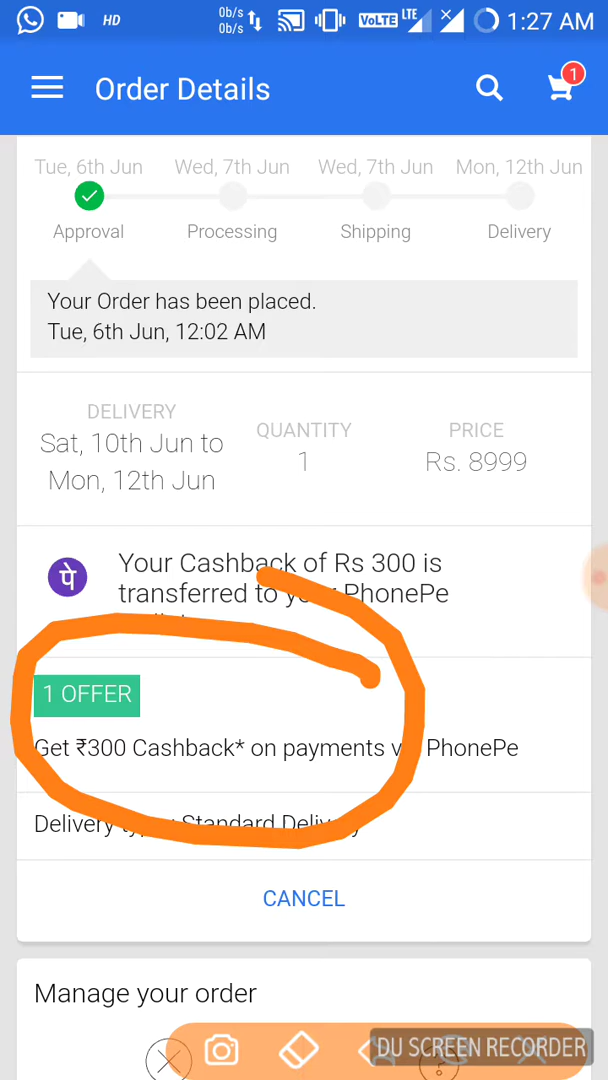 0b/s
0b/s
HD
VoLTE
LTE
1:27 AM
Order Details
1
Tue, 6th Jun
Wed, 7th Jun
Wed, 7th Jun
Mon, 12th Jun
Approval
Processing
Shipping
Delivery
Your Order has been placed.
Tue, 6th Jun, 12:02 AM
DELIVERY
QUANTITY
PRICE
Sat, 10th Jun to
Mon, 12th Jun
1
Rs. 8999
पे
Your Cashback of Rs 300 is
transferred to your PhonePe
1 OFFER
Get ₹300 Cashback* on payments PhonePe
Delivery Standard Delivery
CANCEL
Manage your order
DU SCREEN RECORDER